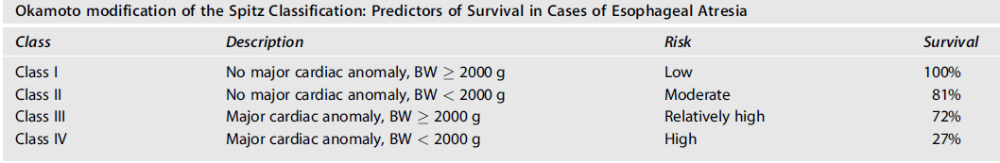 Okamoto modification of the Spitz Classification: Predictors of Survival in Cases of Esophageal Atresia
Class Description Risk Survival
Class I No major cardiac anomaly, BW ≥ 2000 g Low 100%
Class II No major cardiac anomaly, BW < 2000 g Moderate 81%
Class III Major cardiac anomaly, BW ≥ 2000 g Relatively high 72%
Class IV Major cardiac anomaly, BW < 2000 g High 27%